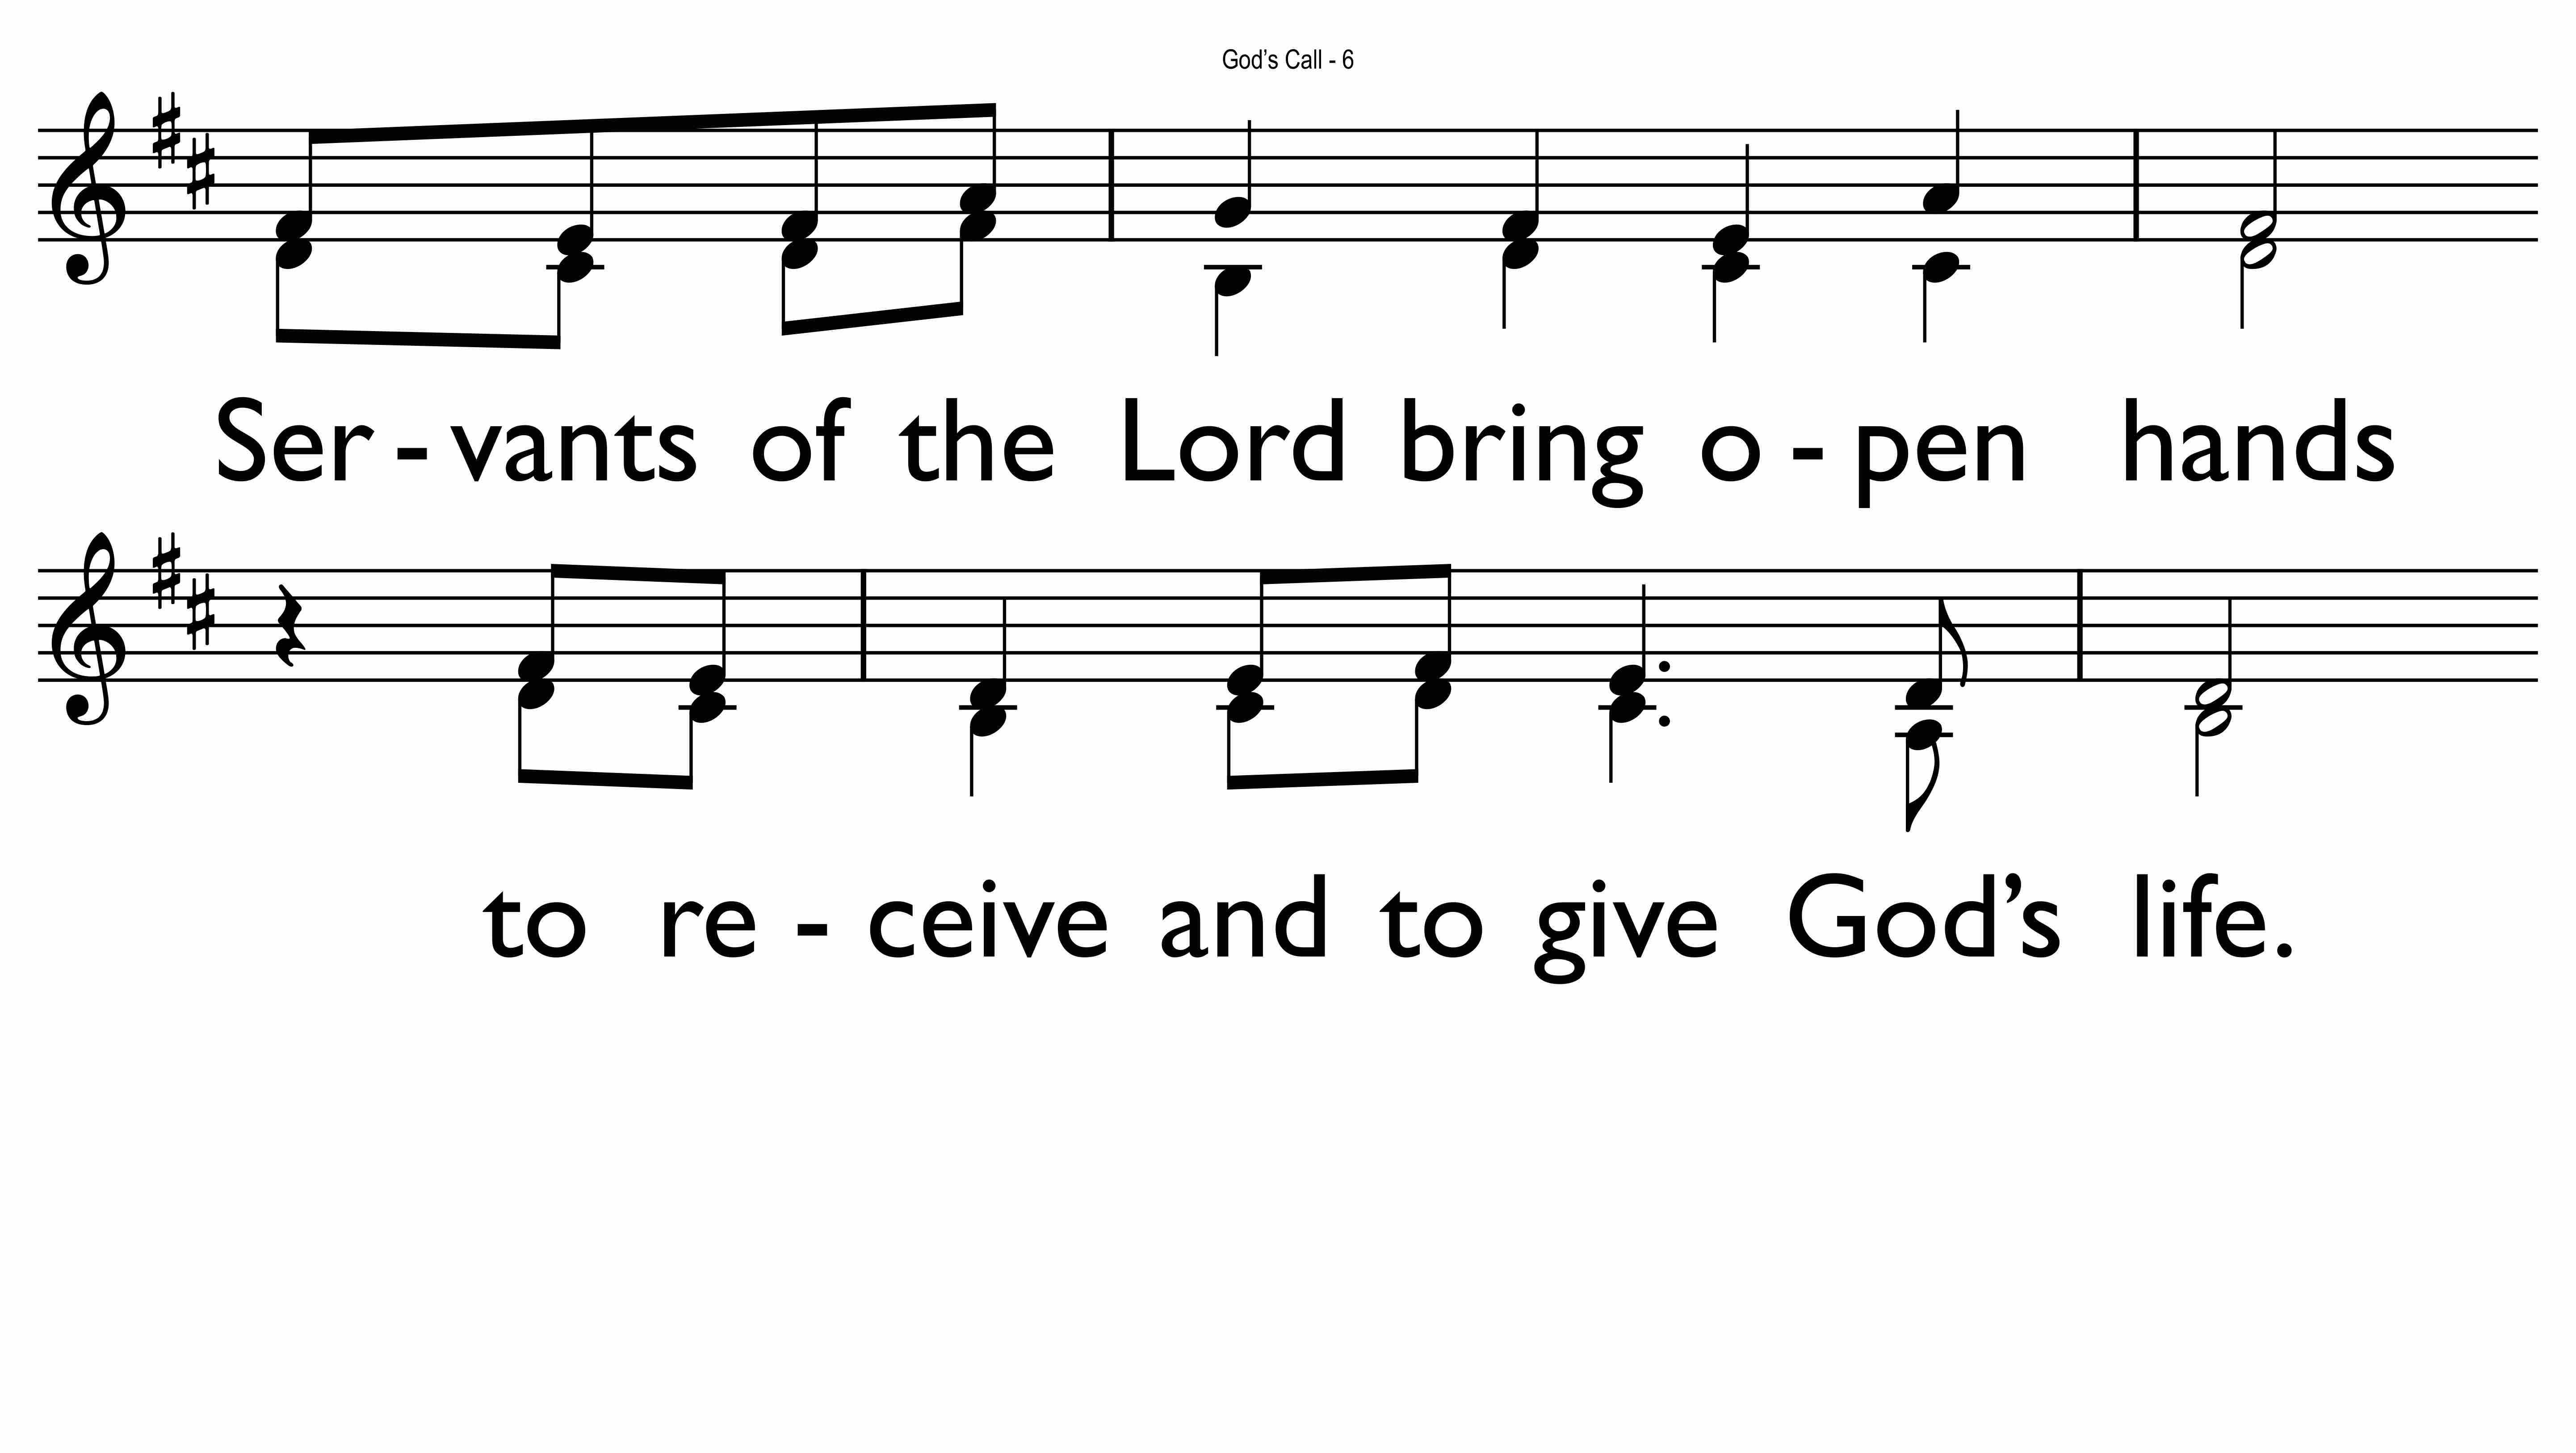 God’s Call - 6
Ser - vants of the Lord bring o - pen hands
to re - ceive and to give God’s life.